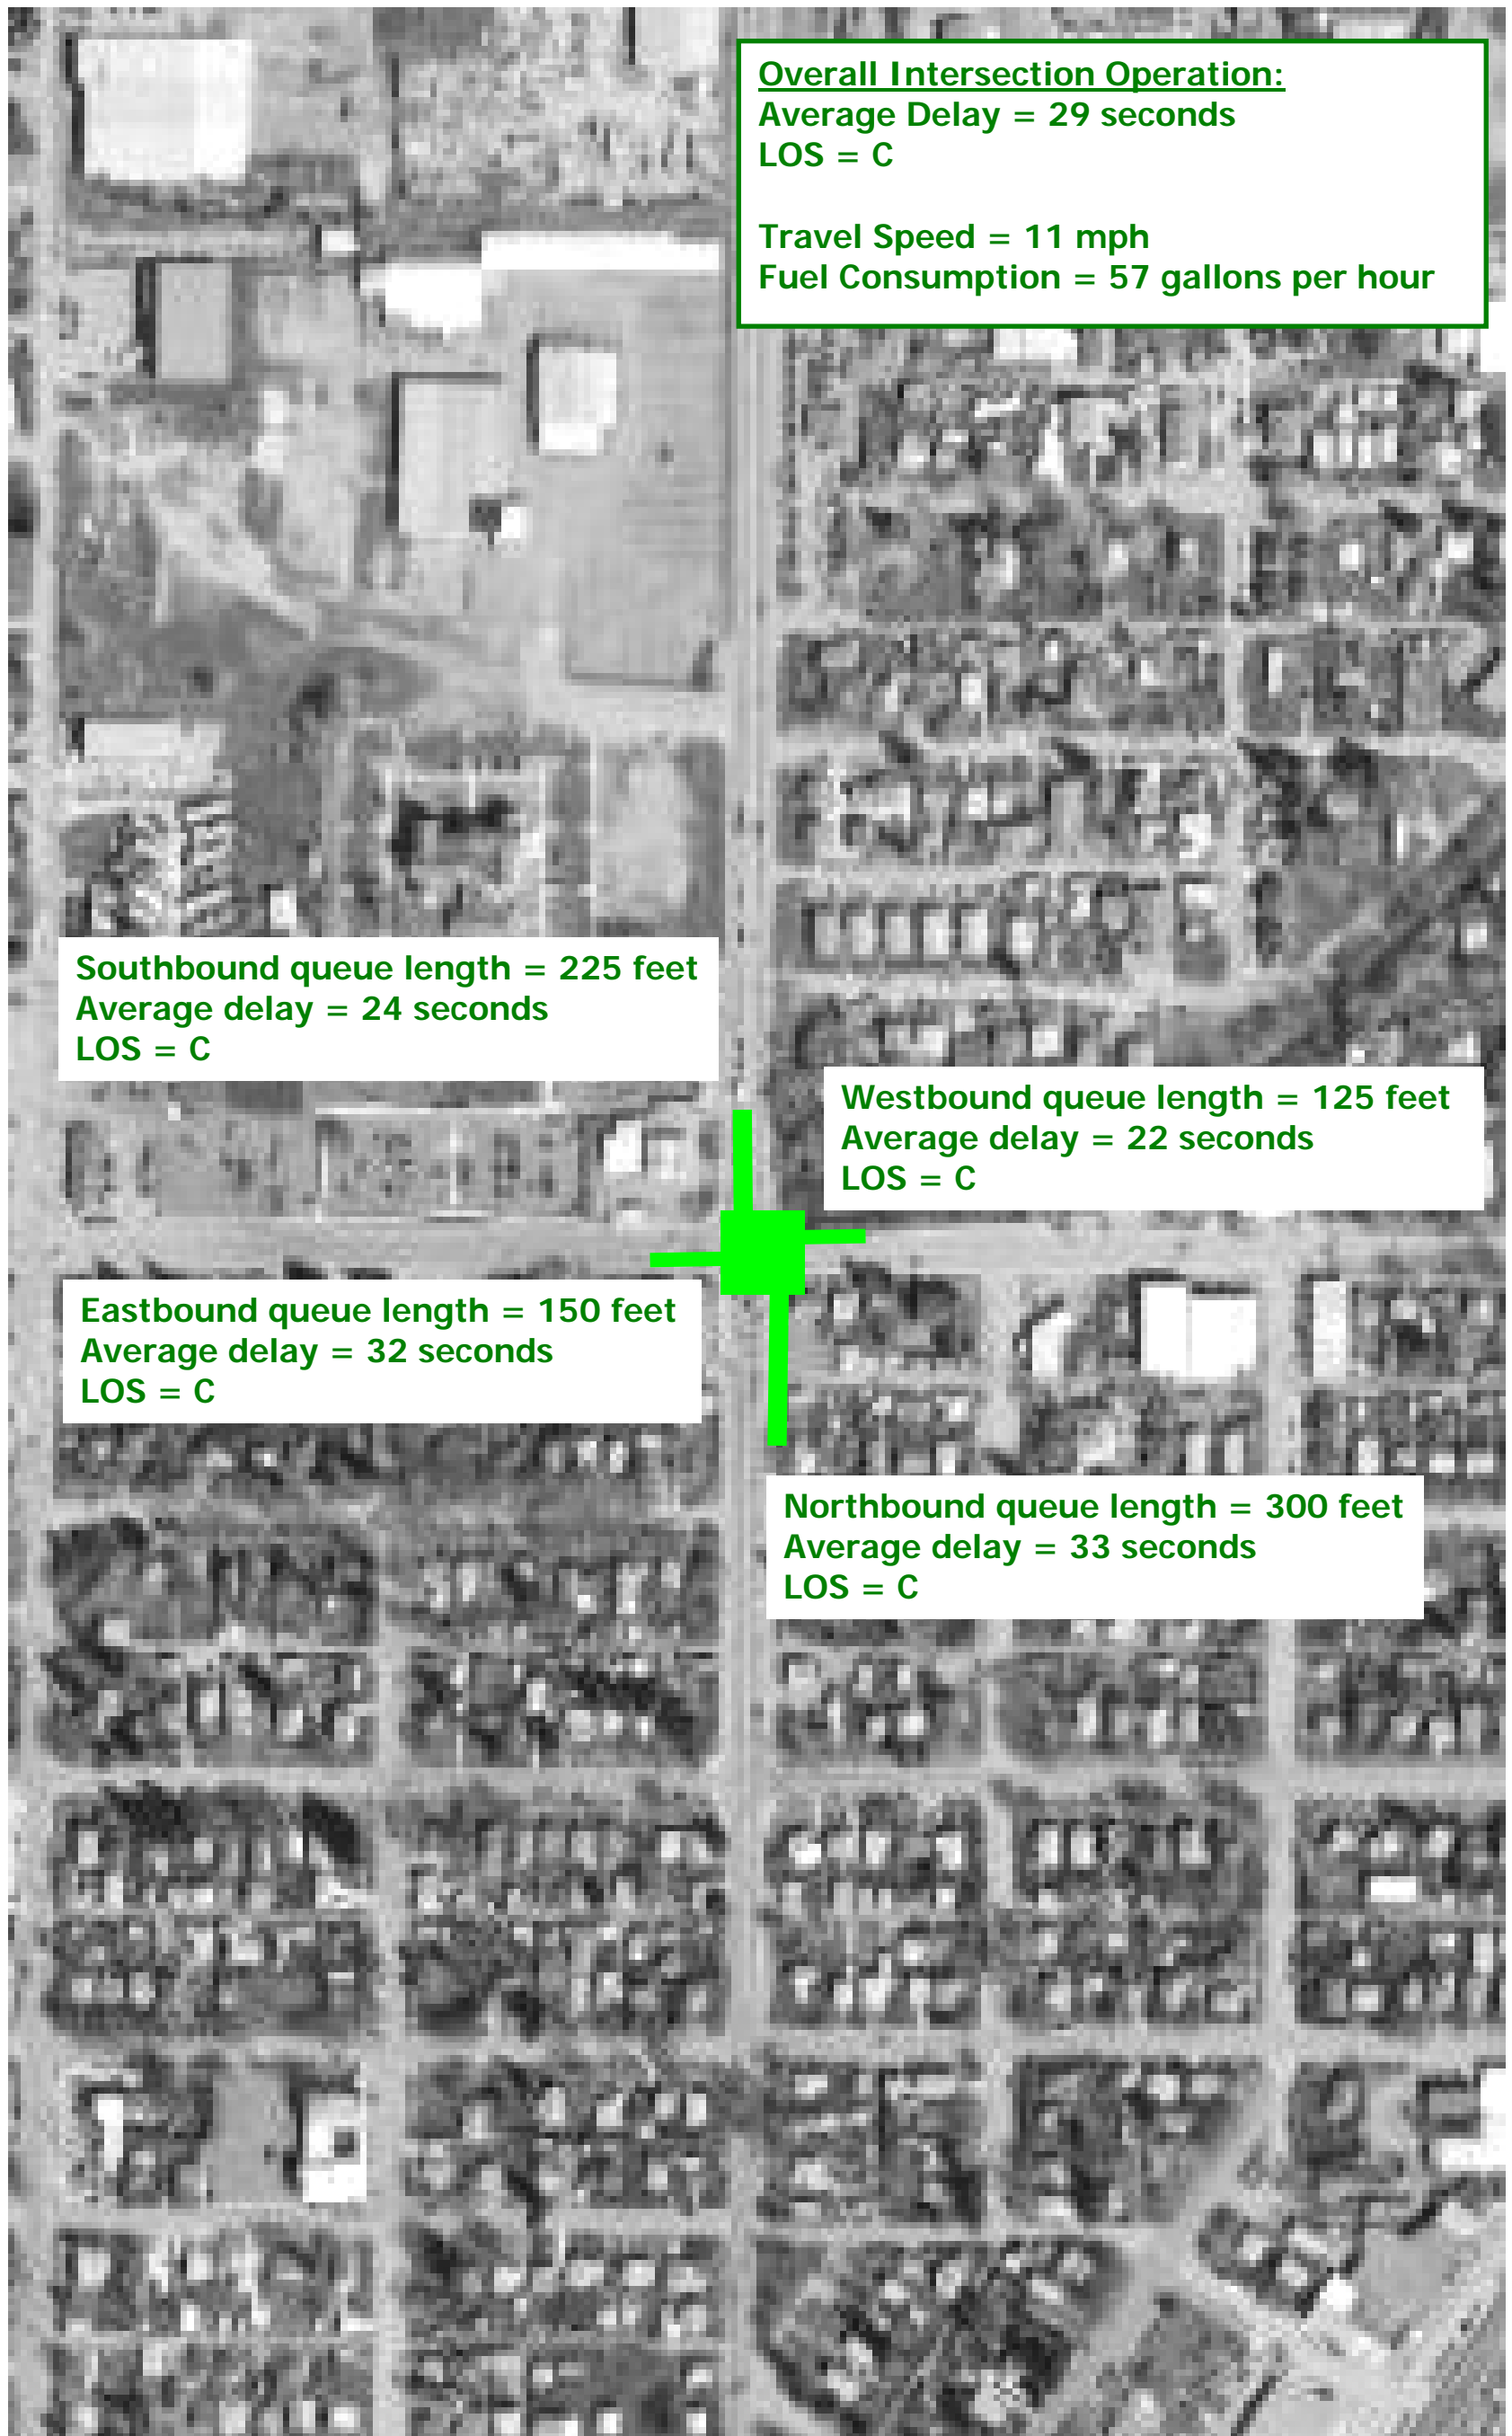 Overall Intersection Operation:
Average Delay = 29 seconds
LOS = C
Travel Speed = 11 mph
Fuel Consumption = 57 gallons per hour
Southbound queue length = 225 feet
Average delay = 24 seconds
LOS = C
Westbound queue length = 125 feet
Average delay = 22 seconds
LOS = C
Eastbound queue length = 150 feet
Average delay = 32 seconds
LOS = C
Northbound queue length = 300 feet
Average delay = 33 seconds
LOS = C